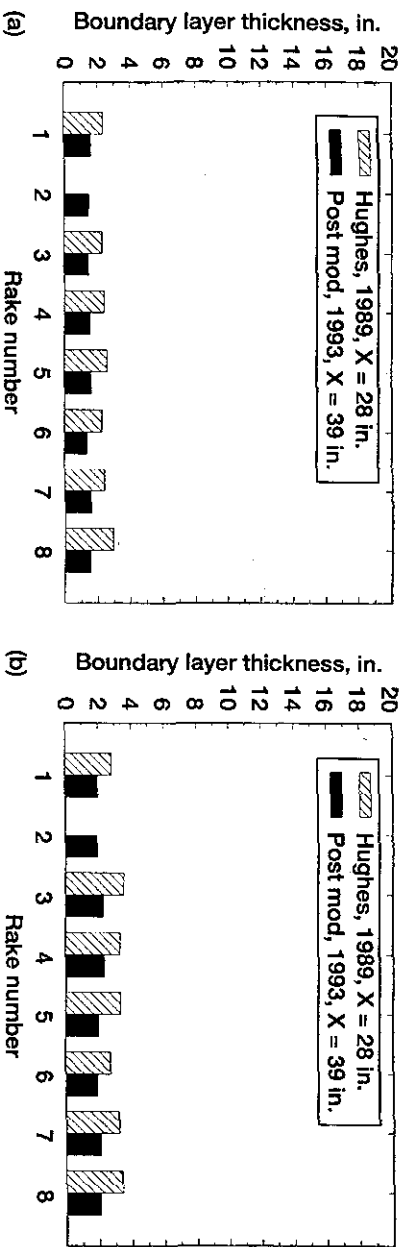 Boundary layer thickness, in.
20
18
16
14
12
10
8
6
4
2
0
Hughes, 1989, X = 28 in.
Post mod, 1993, X = 39 in.
1 2 3 4 5 6 7 8
Rake number
(a)
Boundary layer thickness, in.
20
18
16
14
12
10
8
6
4
2
0
Hughes, 1989, X = 28 in.
Post mod, 1993, X = 39 in.
1 2 3 4 5 6 7 8
Rake number
(b)